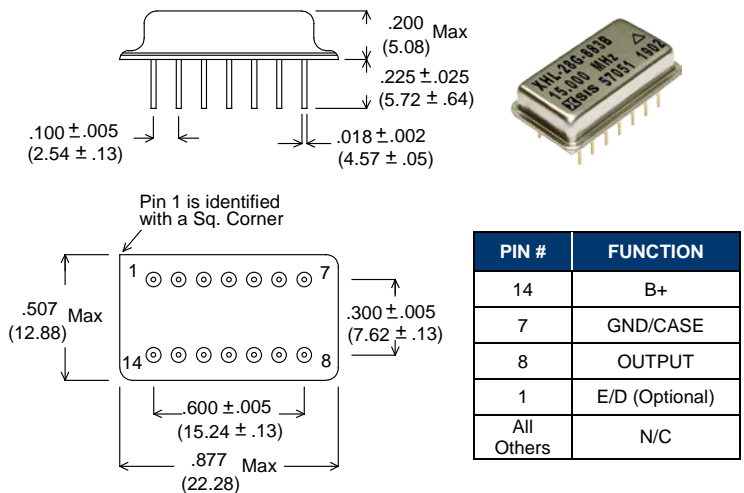 .200 Max
(5.08)
.225 ±.025
(5.72 ± .64)
.100 ±.005
(2.54 ± .13)
.018 ±.002
(4.57 ± .05)
XHL-28G-883B
15.000 MHz
XSIS 57051 1902
Pin 1 is identified
with a Sq. Corner
1
7
14
8
.507 Max
(12.88)
.300 ±.005
(7.62 ± .13)
.600 ±.005
(15.24 ± .13)
.877 Max
(22.28)
PIN # FUNCTION
14 B+
7 GND/CASE
8 OUTPUT
1 E/D (Optional)
All
Others N/C